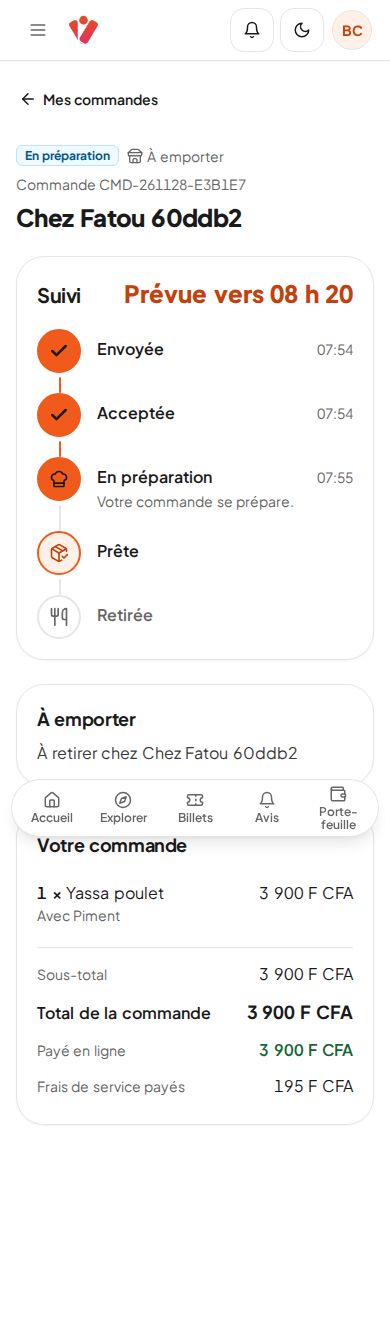 BC
Mes commandes
En préparation À emporter
Commande CMD-261128-E3B1E7
Chez Fatou 60ddb2
Suivi Prévue vers 08 h 20
Envoyée 07:54
Acceptée 07:54
En préparation 07:55
Votre commande se prépare.
Prête
Retirée
À emporter
À retirer chez Chez Fatou 60ddb2
Accueil Explorer Billets Avis Porte-
feuille
Votre commande
1 × Yassa poulet 3 900 F CFA
Avec Piment
Sous-total 3 900 F CFA
Total de la commande 3 900 F CFA
Payé en ligne 3 900 F CFA
Frais de service payés 195 F CFA